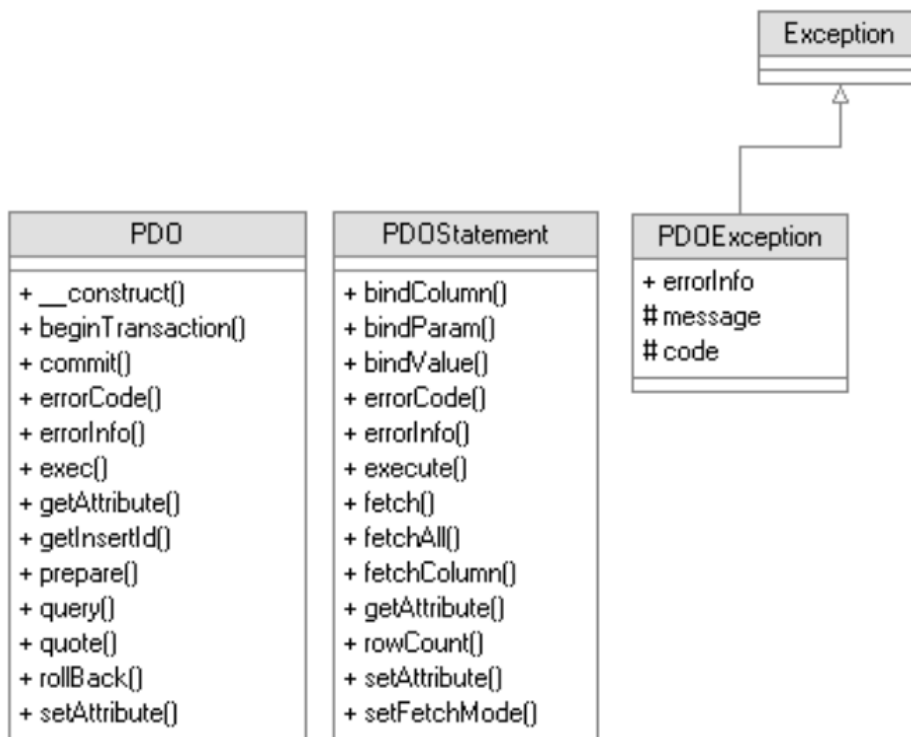 Exception
PDO
+ __construct()
+ beginTransaction()
+ commit()
+ errorCode()
+ errorInfo()
+ exec()
+ getAttribute()
+ getInsertId()
+ prepare()
+ query()
+ quote()
+ rollBack()
+ setAttribute()
PDOStatement
+ bindColumn()
+ bindParam()
+ bindValue()
+ errorCode()
+ errorInfo()
+ execute()
+ fetch()
+ fetchAll()
+ fetchColumn()
+ getAttribute()
+ rowCount()
+ setAttribute()
+ setFetchMode()
PDOException
+ errorInfo
# message
# code